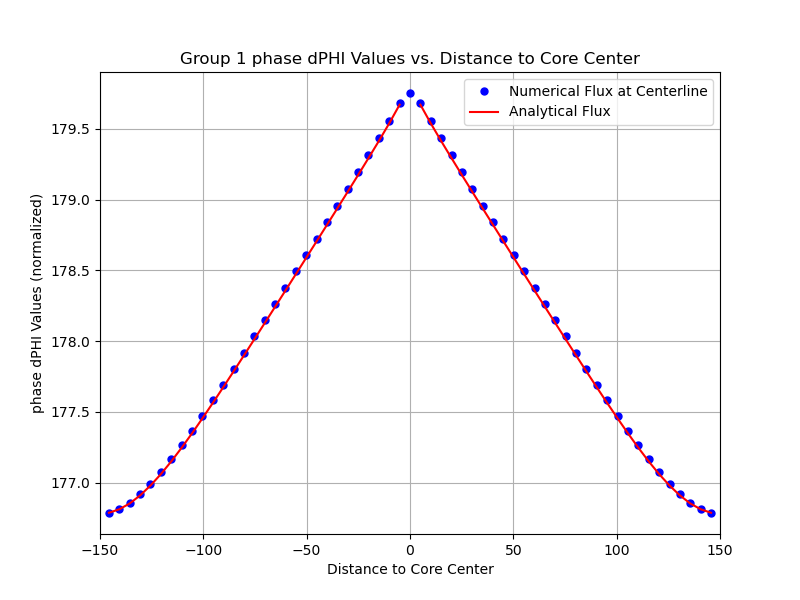 Group 1 phase dPHI Values vs. Distance to Core Center
Numerical Flux at Centerline
Analytical Flux
phase dPHI Values (normalized)
179.5
179.0
178.5
178.0
177.5
177.0
−150
−100
−50
0
50
100
150
Distance to Core Center